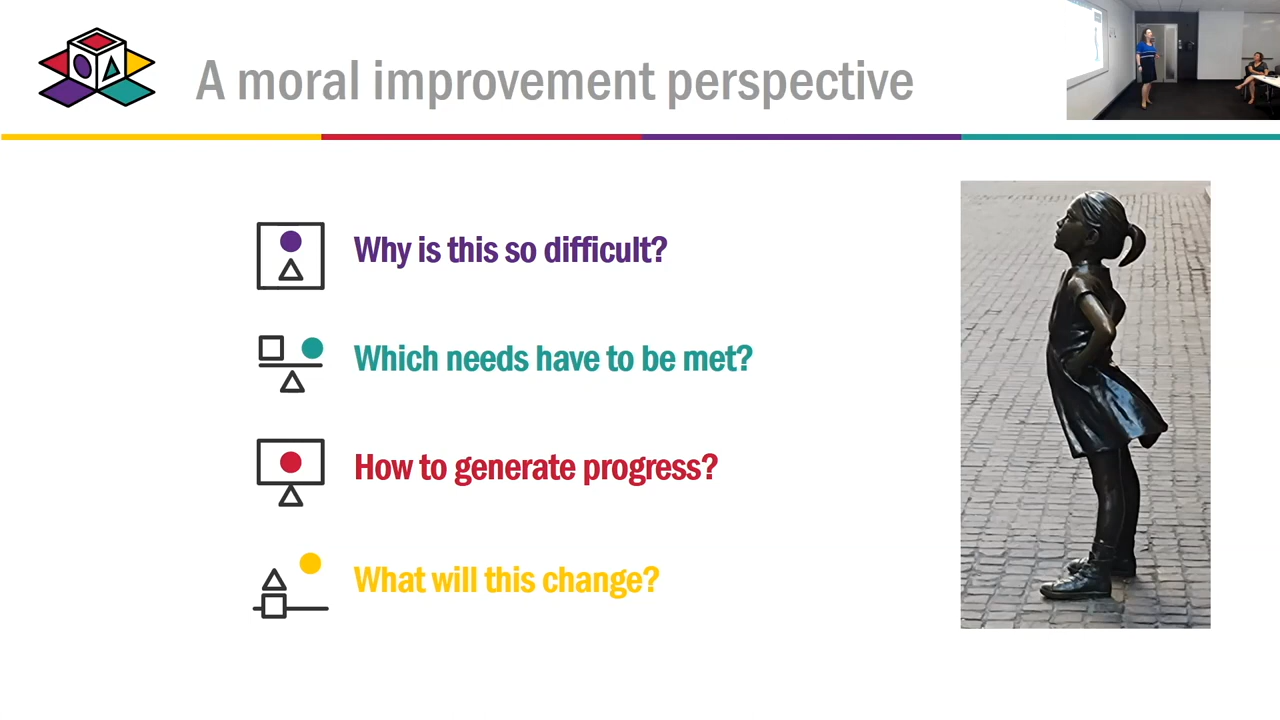 A moral improvement perspective
Why is this so difficult?
Which needs have to be met?
How to generate progress?
What will this change?